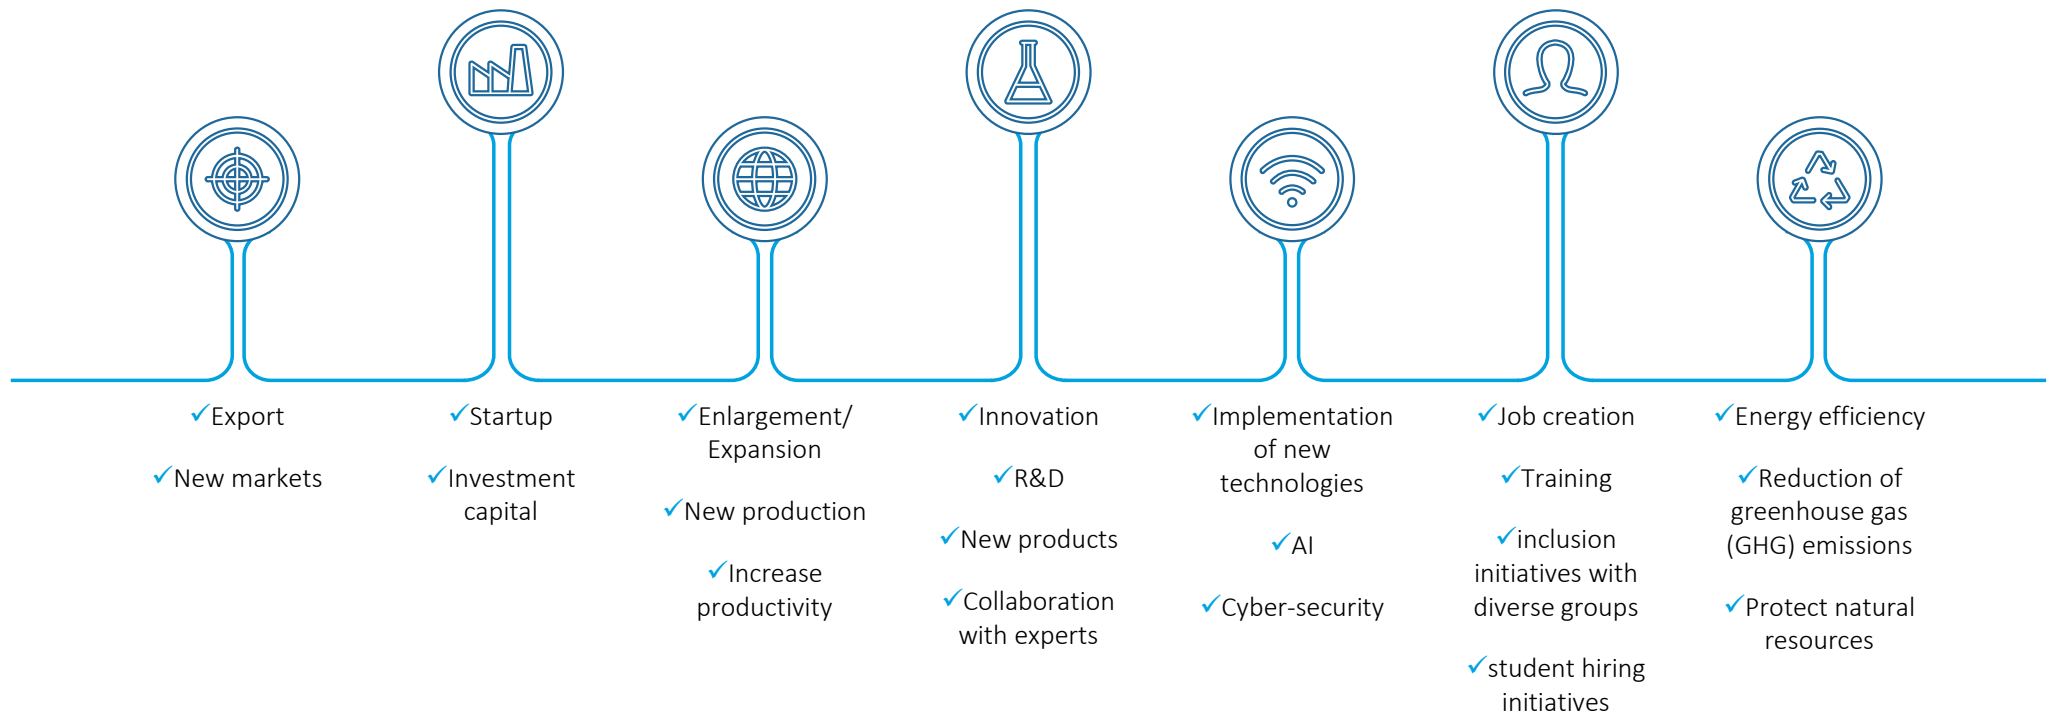 ✓Export
✓New markets
✓Startup
✓Investment
capital
✓Enlargement/
Expansion
✓New production
✓Increase
productivity
✓Innovation
✓R&D
✓New products
✓Collaboration
with experts
✓Implementation
of new
technologies
✓AI
✓Cyber-security
✓Job creation
✓Training
✓inclusion
initiatives with
diverse groups
✓student hiring
initiatives
✓Energy efficiency
✓Reduction of
greenhouse gas
(GHG) emissions
✓Protect natural
resources